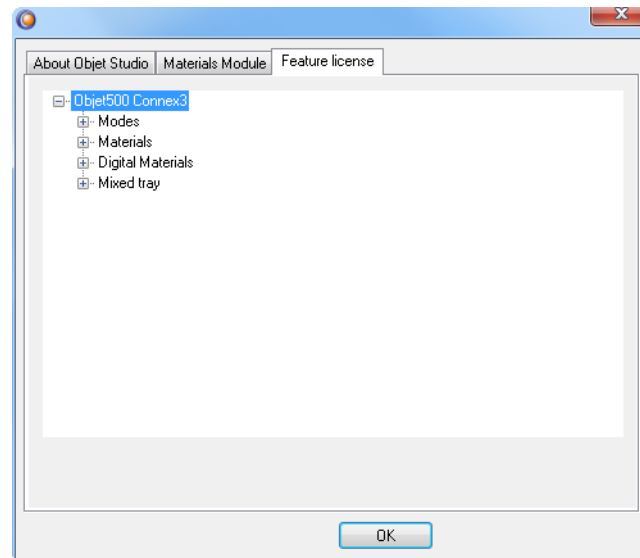 About Objet Studio Materials Module Feature license
Objet500 Connex3
Modes
Materials
Digital Materials
Mixed tray
OK